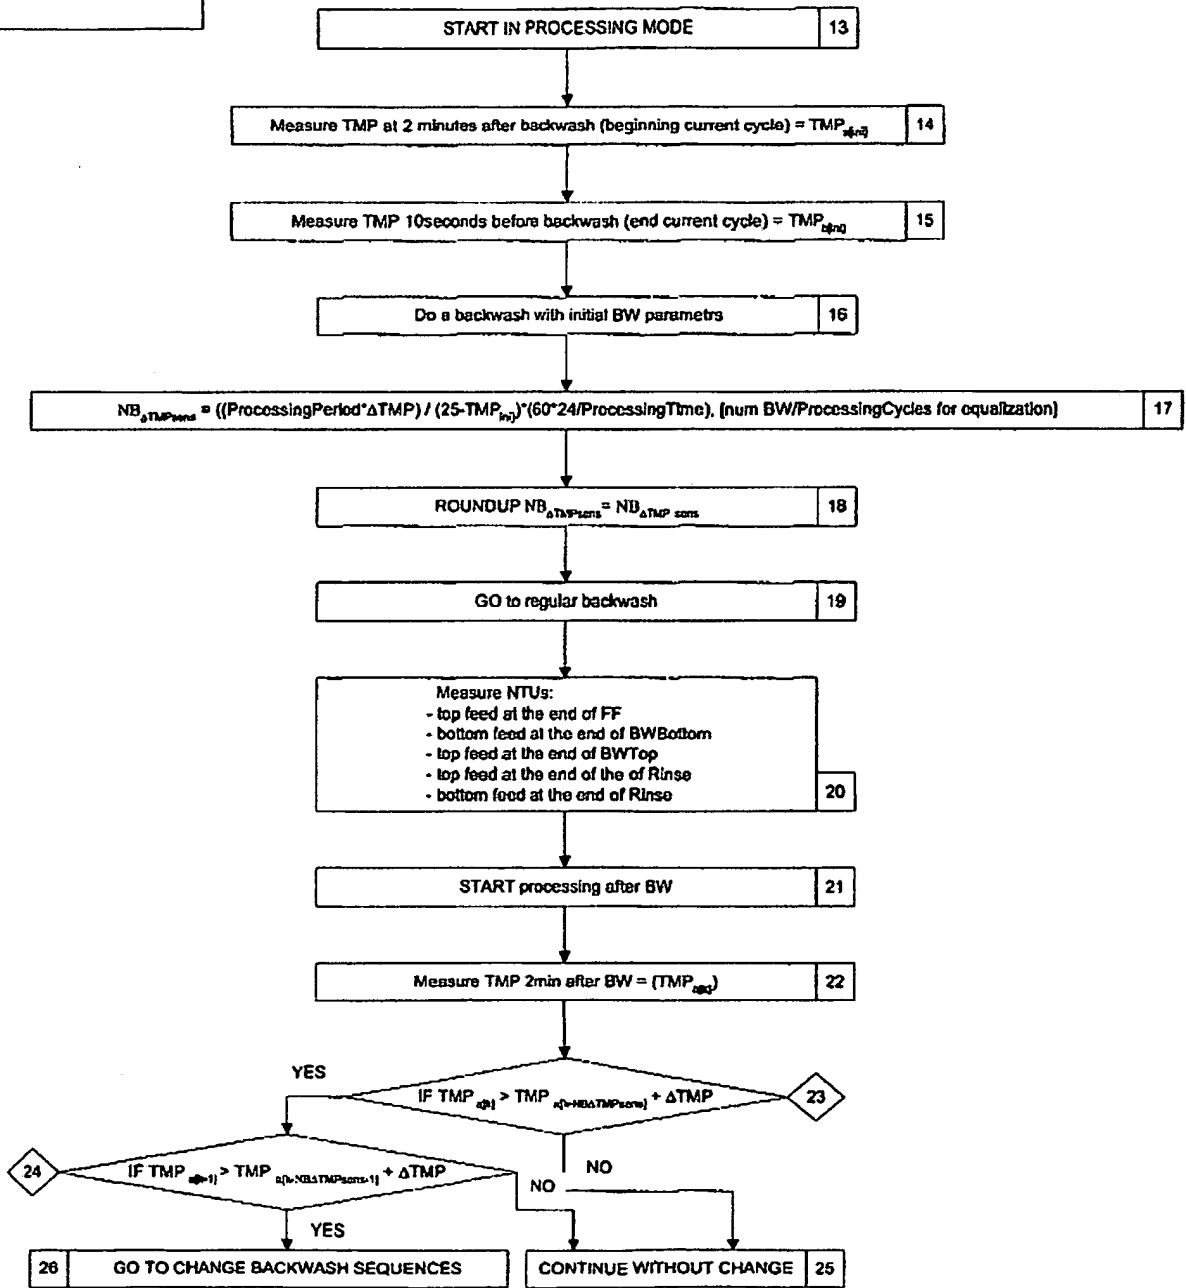 START IN PROCESSING MODE 13
Measure TMP at 2 minutes after backwash (beginning current cycle) = TMP 14
Measure TMP 10seconds before backwash (end current cycle) = TMP 15
Do a backwash with initial BW parametrs 16
NB ΔTMPsens = ((ProcessingPeriod*ΔTMP) / (25-TMP ini)*(60*24/ProcessingTime), [num BW/ProcessingCycles for equalization] 17
ROUNDUP NB ΔTMPsens = NB ΔTMP sens 18
GO to regular backwash 19
Measure NTUs:
- top feed at the end of FF
- bottom feed at the end of BWBottom
- top feed at the end of BWTop
- top feed at the end of the of Rinse
- bottom feed at the end of Rinse 20
START processing after BW 21
Measure TMP 2min after BW = (TMP ) 22
YES
IF TMP > TMP + ΔTMP 23
24 IF TMP > TMP + ΔTMP
NO
NO
YES
26 GO TO CHANGE BACKWASH SEQUENCES
CONTINUE WITHOUT CHANGE 25